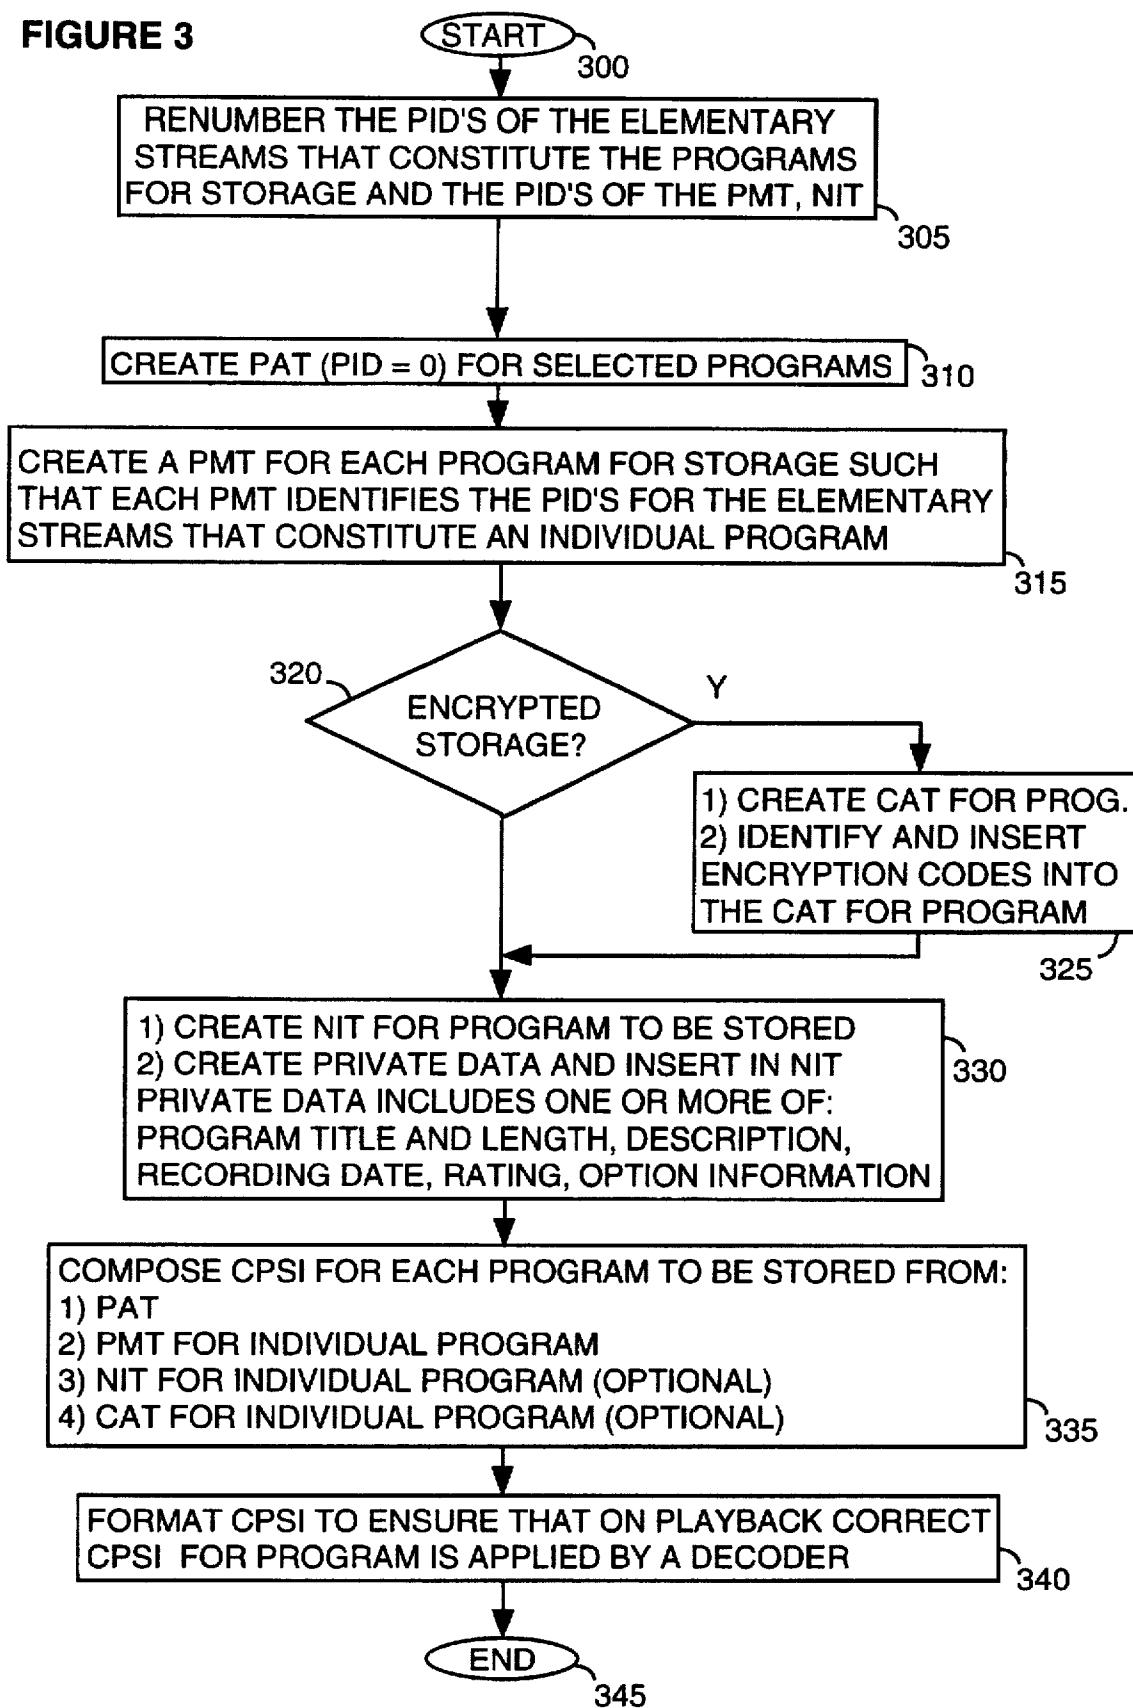 FIGURE 3
START
300
RENUMBER THE PID'S OF THE ELEMENTARY
STREAMS THAT CONSTITUTE THE PROGRAMS
FOR STORAGE AND THE PID'S OF THE PMT, NIT
305
CREATE PAT (PID = 0) FOR SELECTED PROGRAMS
310
CREATE A PMT FOR EACH PROGRAM FOR STORAGE SUCH
THAT EACH PMT IDENTIFIES THE PID'S FOR THE ELEMENTARY
STREAMS THAT CONSTITUTE AN INDIVIDUAL PROGRAM
315
320
ENCRYPTED
STORAGE?
Y
1) CREATE CAT FOR PROG.
2) IDENTIFY AND INSERT
ENCRYPTION CODES INTO
THE CAT FOR PROGRAM
325
1) CREATE NIT FOR PROGRAM TO BE STORED
2) CREATE PRIVATE DATA AND INSERT IN NIT
PRIVATE DATA INCLUDES ONE OR MORE OF:
PROGRAM TITLE AND LENGTH, DESCRIPTION,
RECORDING DATE, RATING, OPTION INFORMATION
330
COMPOSE CPSI FOR EACH PROGRAM TO BE STORED FROM:
1) PAT
2) PMT FOR INDIVIDUAL PROGRAM
3) NIT FOR INDIVIDUAL PROGRAM (OPTIONAL)
4) CAT FOR INDIVIDUAL PROGRAM (OPTIONAL)
335
FORMAT CPSI TO ENSURE THAT ON PLAYBACK CORRECT
CPSI FOR PROGRAM IS APPLIED BY A DECODER
340
END
345